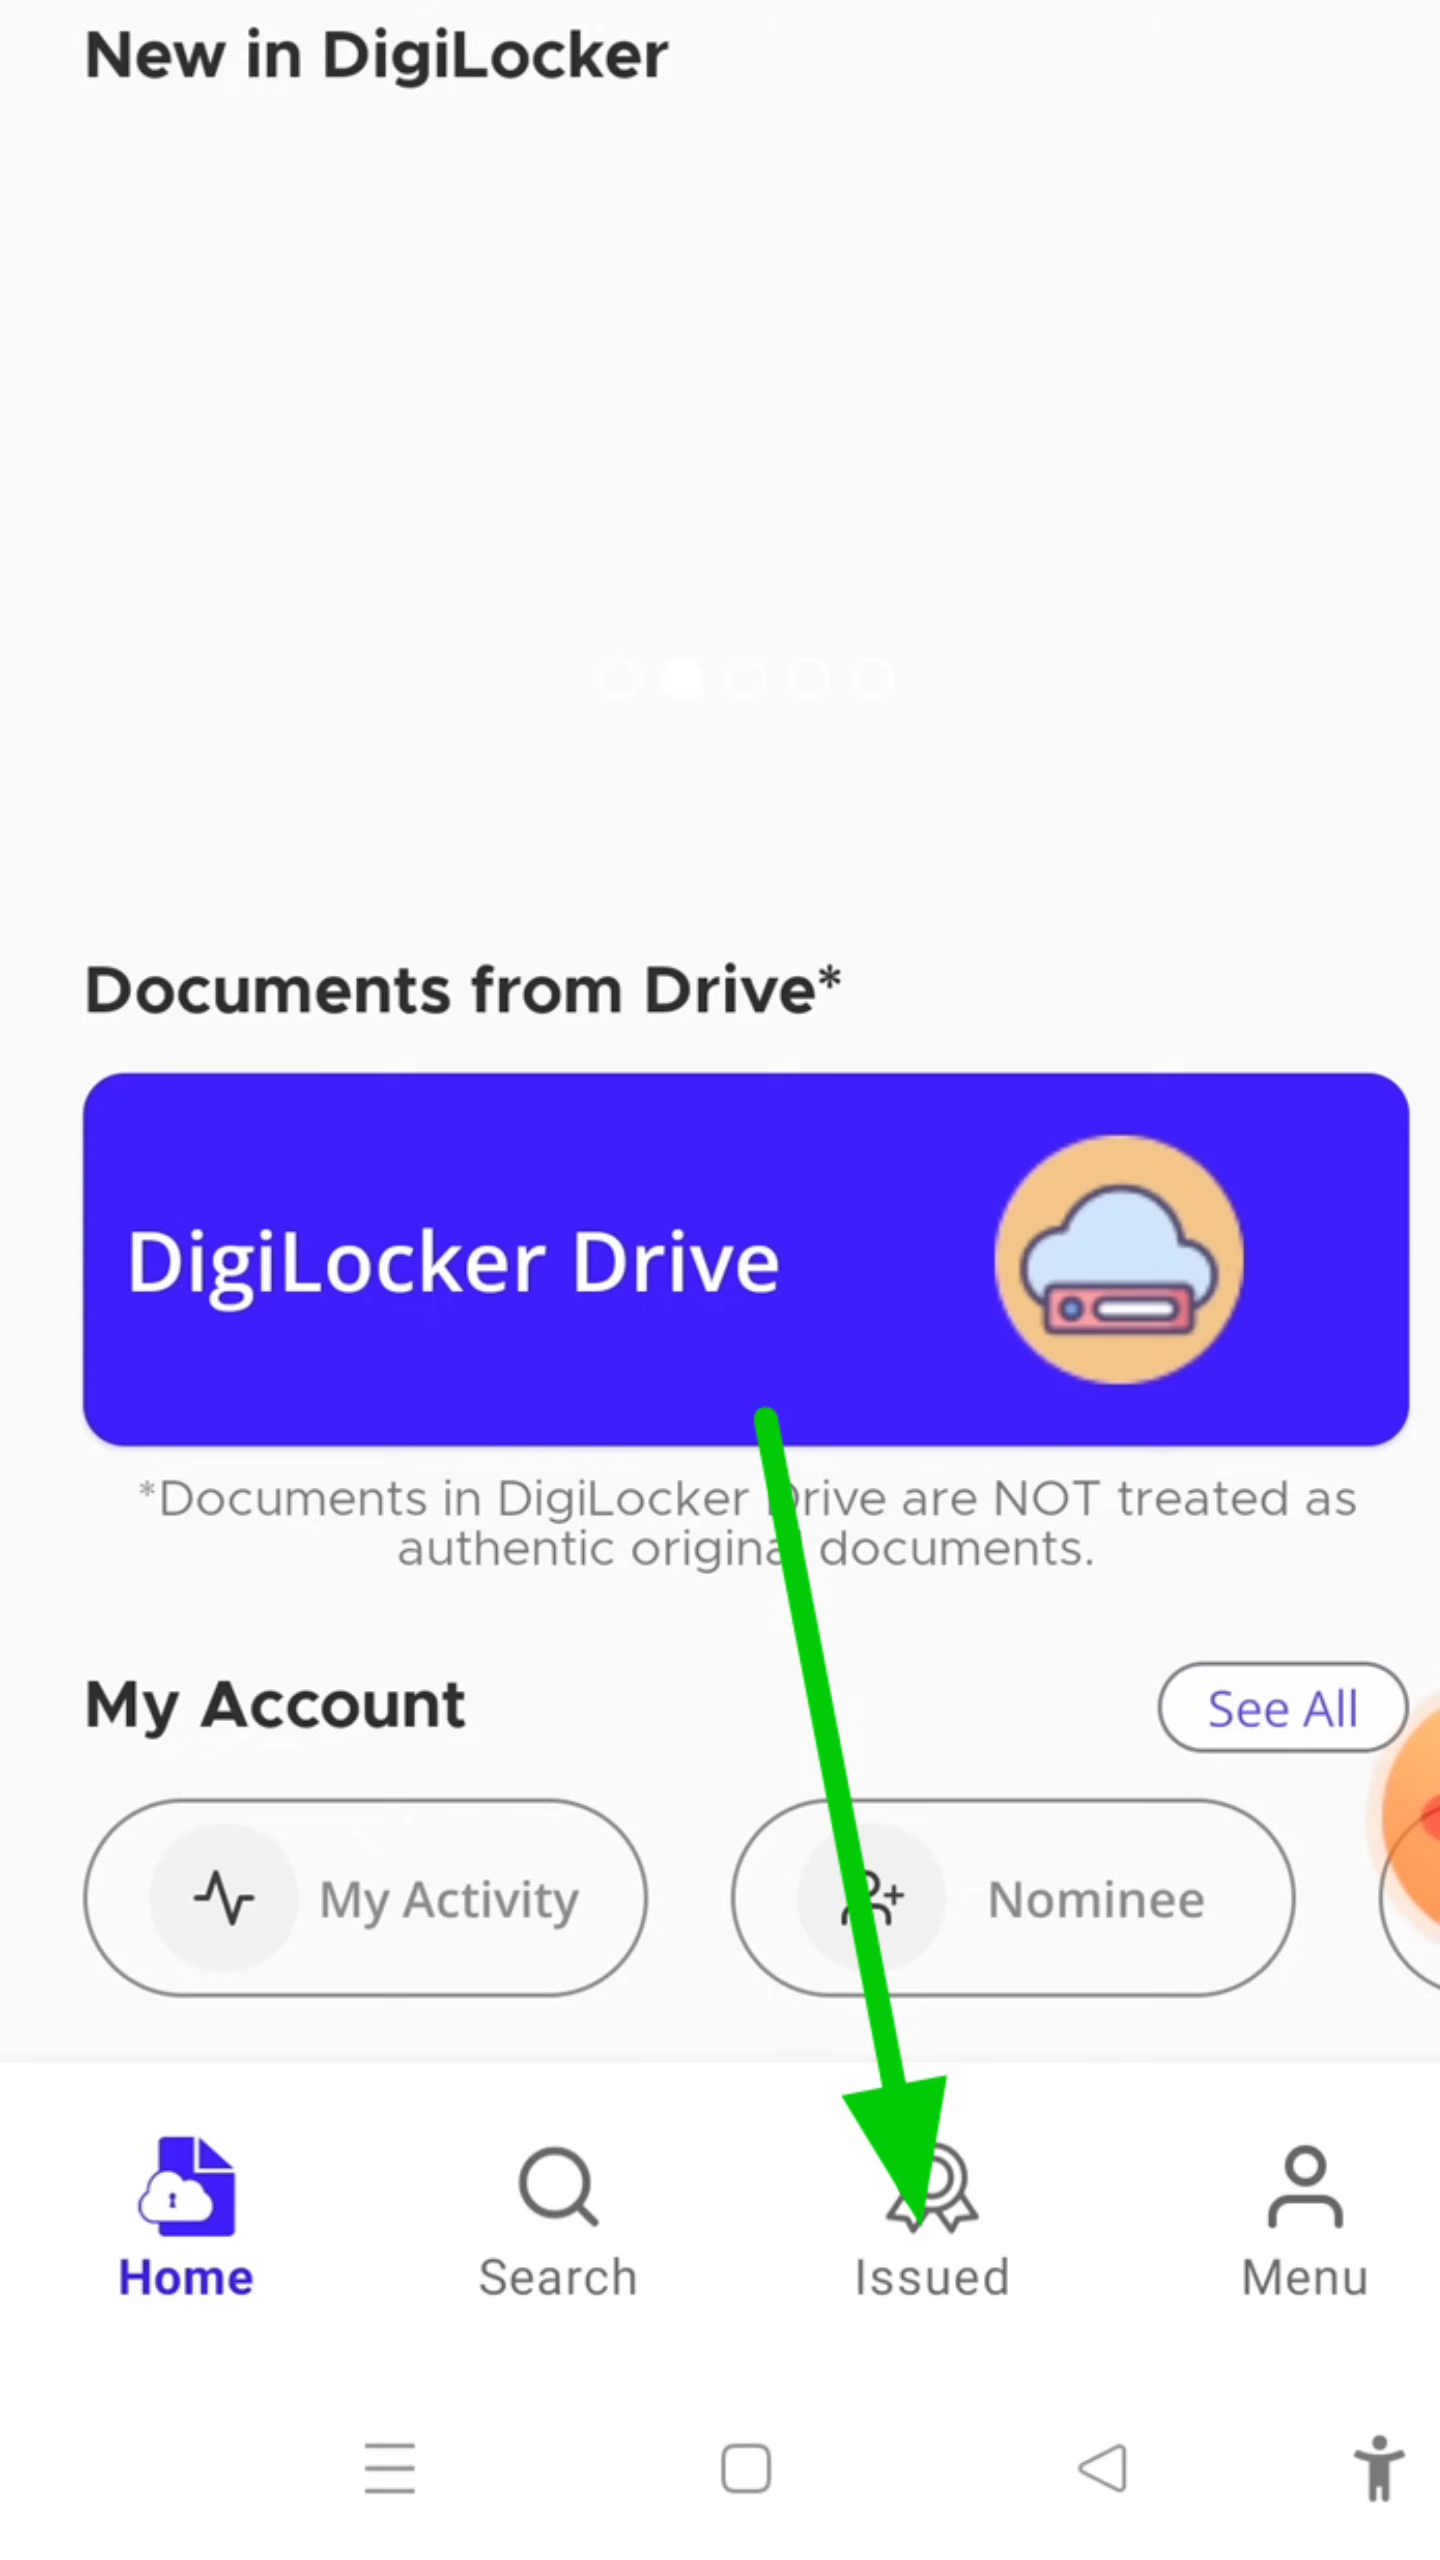 New in DigiLocker
Documents from Drive*
DigiLocker Drive
*Documents in DigiLocker Drive are NOT treated as
authentic original documents.
My Account
See All
My Activity
Nominee
Home
Search
Issued
Menu